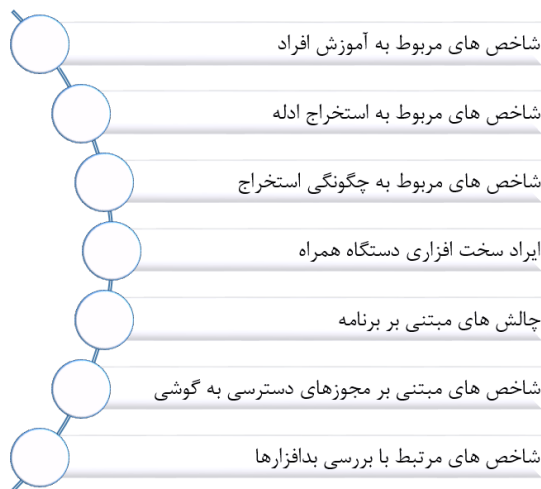 شاخص های مربوط به آموزش افراد
شاخص های مربوط به استخراج ادله
شاخص های مربوط به چگونگی استخراج
ایراد سخت افزاری دستگاه همراه
چالش های مبتنی بر برنامه
شاخص های مبتنی بر مجوزهای دسترسی به گوشی
شاخص های مرتبط با بررسی بدافزارها